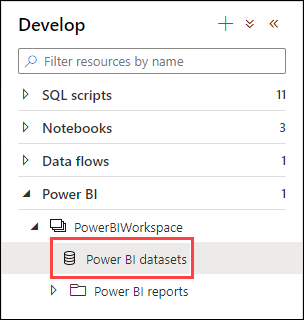 Develop
Filter resources by name
SQL scripts 11
Notebooks 3
Data flows 1
Power BI 1
PowerBIWorkspace
Power BI datasets
Power BI reports